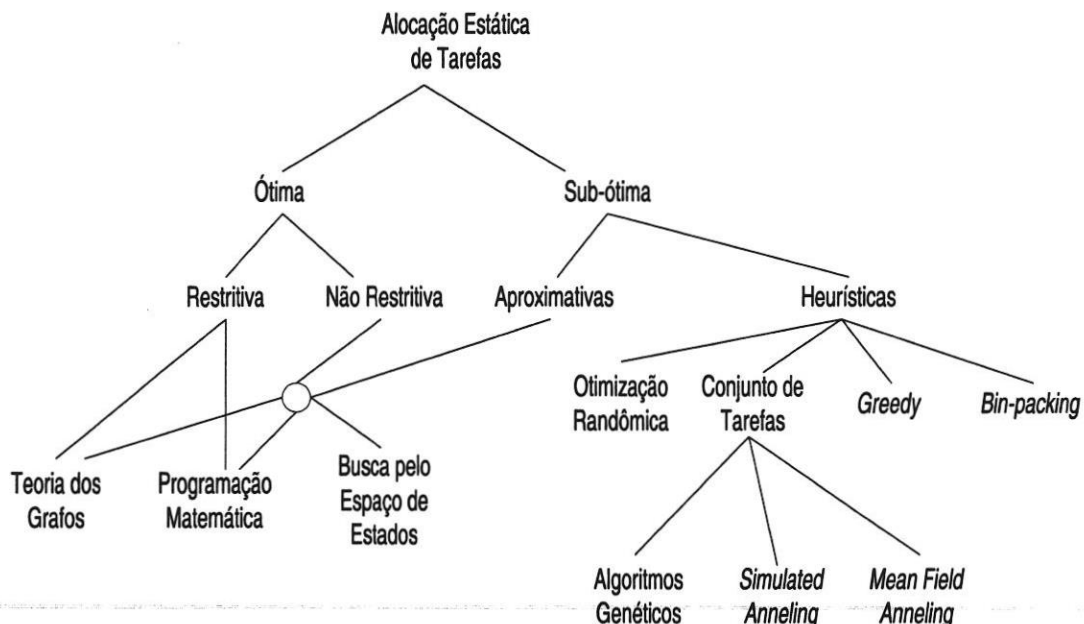 Alocação Estática
de Tarefas
Ótima
Sub-ótima
Restritiva
Não Restritiva
Aproximativas
Heurísticas
Otimização
Randômica
Conjunto de
Tarefas
Greedy
Bin-packing
Teoria dos
Grafos
Programação
Matemática
Busca pelo
Espaço de
Estados
Algoritmos
Genéticos
Simulated
Anneling
Mean Field
Anneling